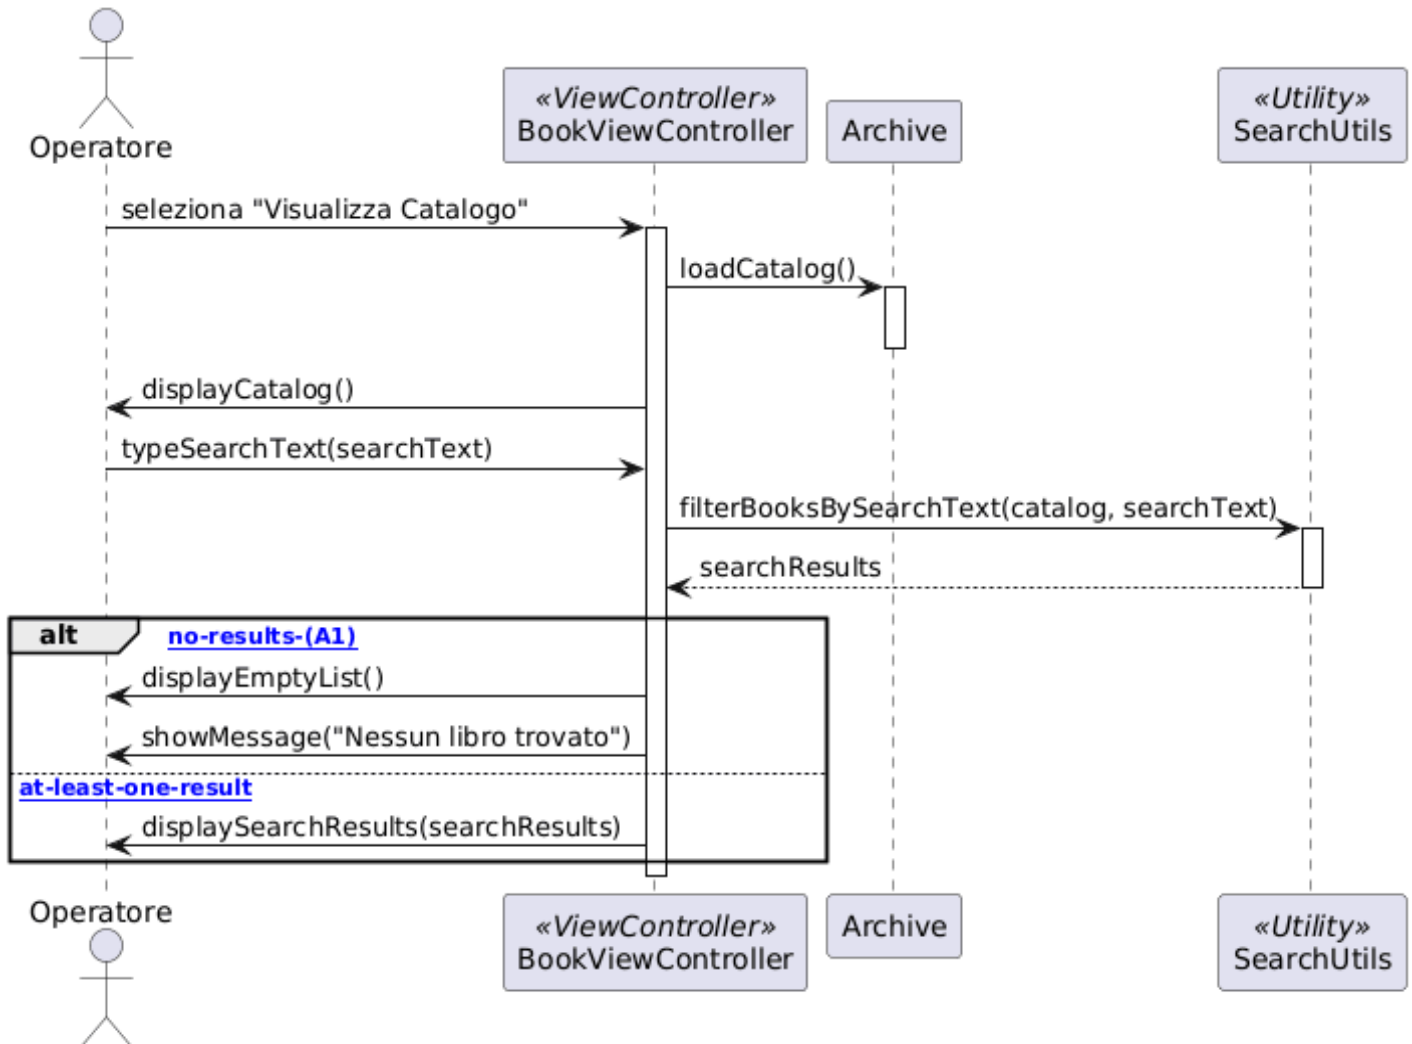 Operatore
«ViewController»
BookViewController
Archive
«Utility»
SearchUtils
seleziona "Visualizza Catalogo"
loadCatalog()
displayCatalog()
typeSearchText(searchText)
filterBooksBySearchText(catalog, searchText)
searchResults
alt
no-results-(A1)
displayEmptyList()
showMessage("Nessun libro trovato")
at-least-one-result
displaySearchResults(searchResults)
Operatore
«ViewController»
BookViewController
Archive
«Utility»
SearchUtils